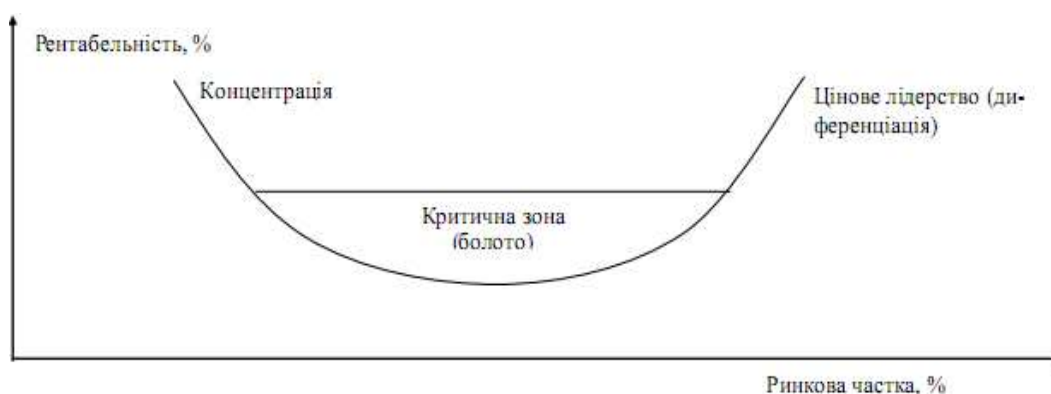 Рентабельність, %
Концентрація
Цінове лідерство (ди-
ференціація)
Критична зона
(болото)
Ринкова частка, %